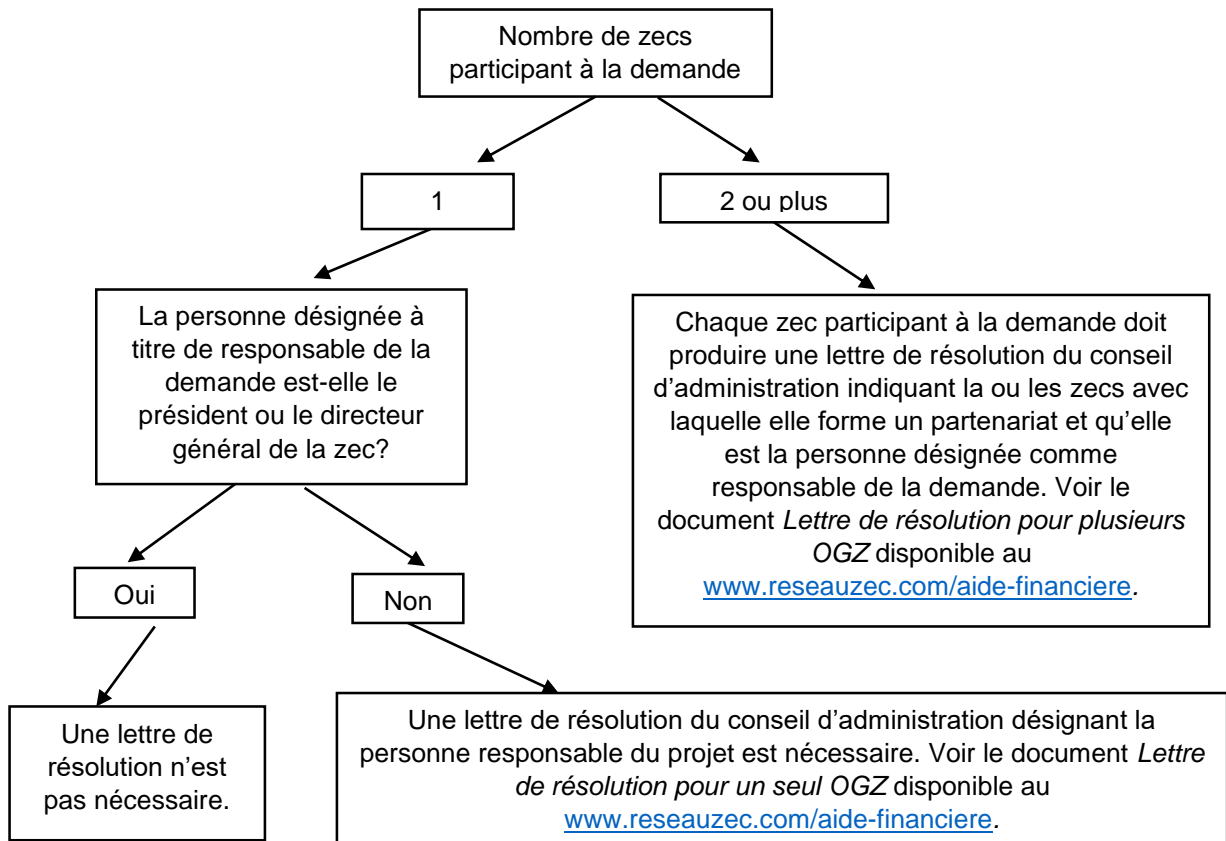 Nombre de zecs
participant à la demande
1
2 ou plus
La personne désignée à
titre de responsable de la
demande est-elle le
président ou le directeur
général de la zec?
Chaque zec participant à la demande doit
produire une lettre de résolution du conseil
d’administration indiquant la ou les zecs avec
laquelle elle forme un partenariat et qu’elle
est la personne désignée comme
responsable de la demande. Voir le
document Lettre de résolution pour plusieurs
OGZ disponible au
www.reseauzec.com/aide-financiere.
Oui
Non
Une lettre de
résolution n’est
pas nécessaire.
Une lettre de résolution du conseil d’administration désignant la
personne responsable du projet est nécessaire. Voir le document Lettre
de résolution pour un seul OGZ disponible au
www.reseauzec.com/aide-financiere.